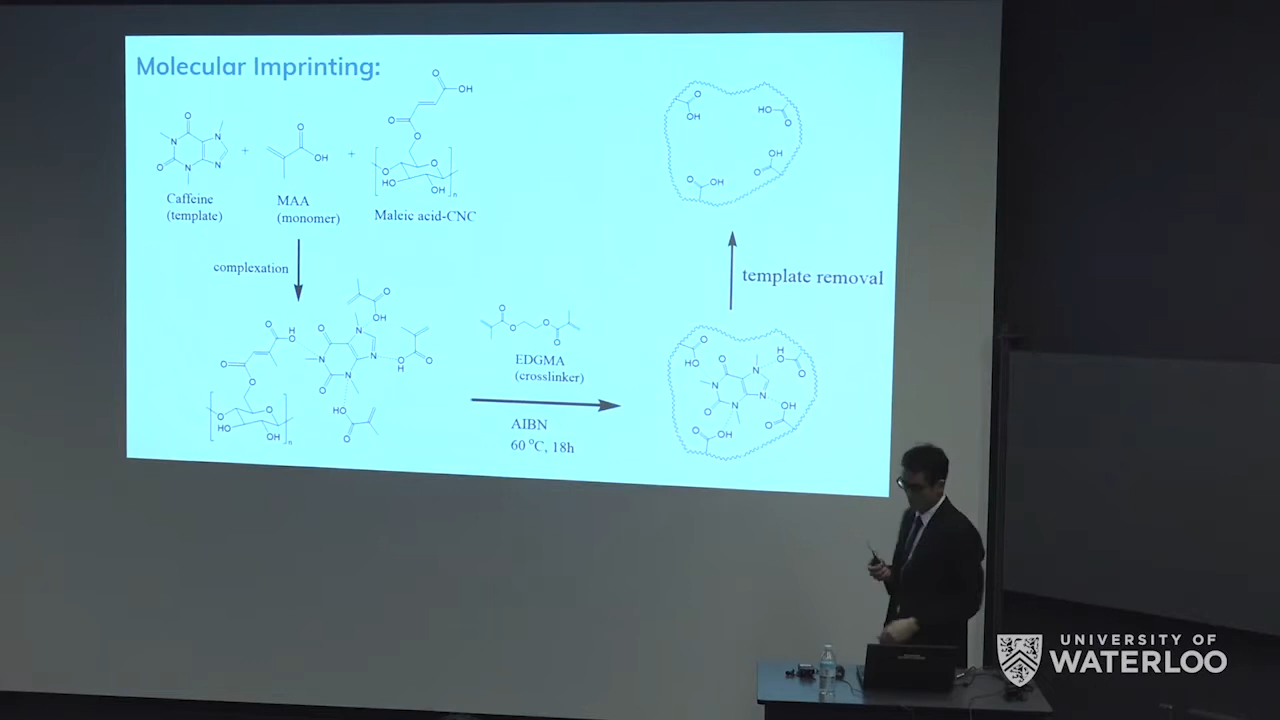 Molecular Imprinting:
Caffeine
(template)
+
MAA
(monomer)
+
Maleic acid-CNC
complexation
EDGMA
(crosslinker)
AIBN
60 °C, 18h
template removal
UNIVERSITY OF
WATERLOO